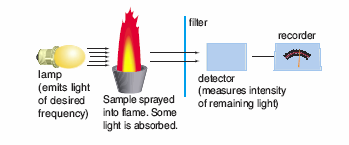 filter
recorder
lamp
(emits light
of desired
frequency)
Sample sprayed
into flame. Some
light is absorbed.
detector
(measures intensity
of remaining light)